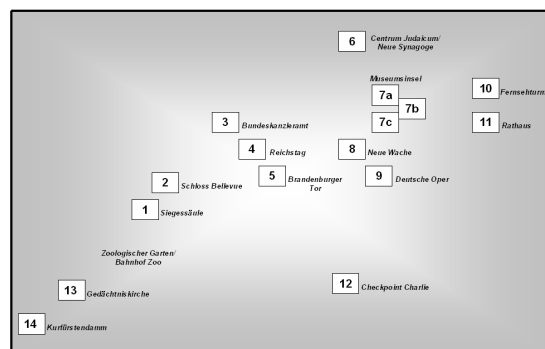 6 Centrum Judaicum/
Neue Synagoge
Museumsinsel
7a
7b
7c
10 Fernsehturm
3 Bundeskanzleramt
11 Rathaus
4 Reichstag
8 Neue Wache
5 Brandenburger
Tor
9 Deutsche Oper
2 Schloss Bellevue
1 Siegessäule
Zoologischer Garten/
Bahnhof Zoo
13 Gedächtniskirche
12 Checkpoint Charlie
14 Kurfürstendamm